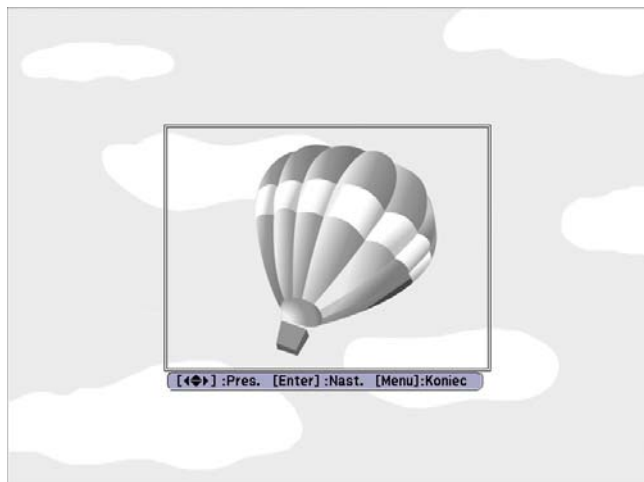 [◀◆▶] :Pres. [Enter] :Nast. [Menu]:Koniec